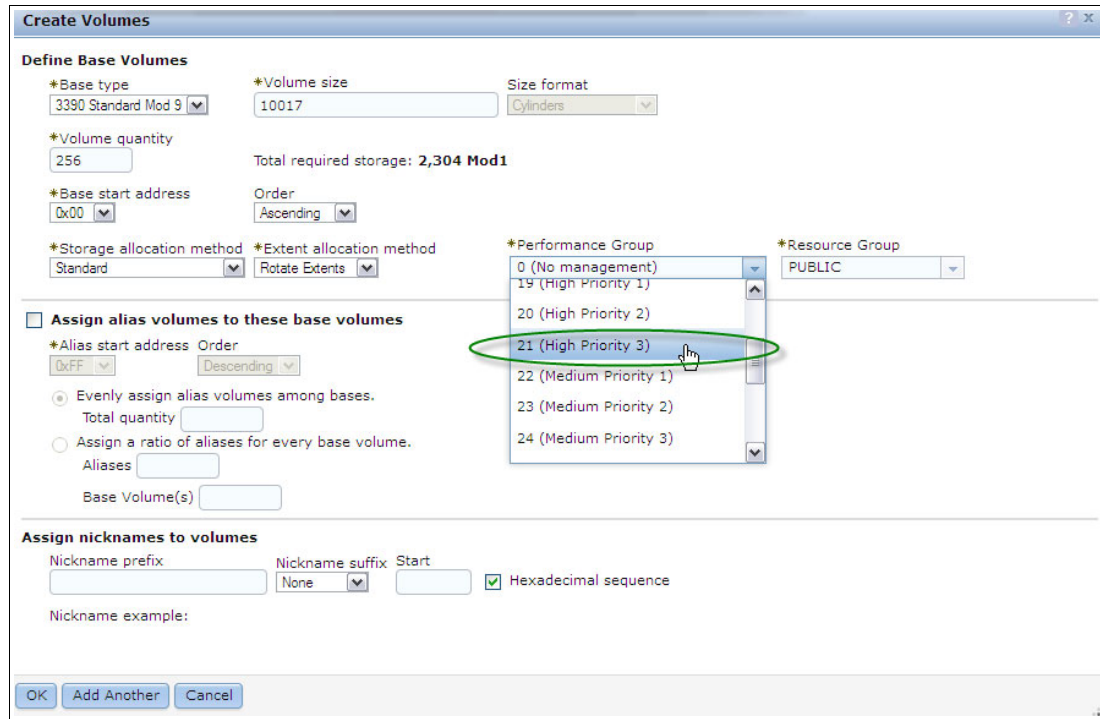 Create Volumes
? x
Define Base Volumes
*Base type *Volume size Size format
3390 Standard Mod 9 10017 Cylinders
*Volume quantity
256 Total required storage: 2,304 Mod1
*Base start address Order
0x00 Ascending
*Storage allocation method *Extent allocation method *Performance Group *Resource Group
Standard Rotate Extents 0 (No management) PUBLIC
19 (High Priority 1)
20 (High Priority 2)
21 (High Priority 3)
22 (Medium Priority 1)
23 (Medium Priority 2)
24 (Medium Priority 3)
Assign alias volumes to these base volumes
*Alias start address Order
0xFF Descending
Evenly assign alias volumes among bases.
Total quantity
Assign a ratio of aliases for every base volume.
Aliases
Base Volume(s)
Assign nicknames to volumes
Nickname prefix Nickname suffix Start
None Hexadecimal sequence
Nickname example:
OK Add Another Cancel